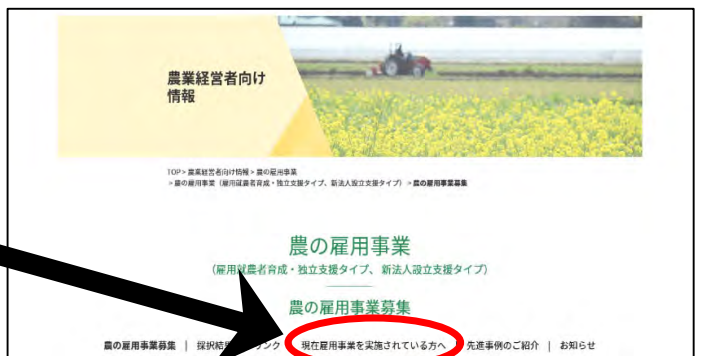 農業経営者向け
情報
TOP > 農業経営者向け情報 > 農の雇用事業
> 農の雇用事業（雇用就農者育成・独立支援タイプ、新法人設立支援タイプ） > 農の雇用事業募集
農の雇用事業
（雇用就農者育成・独立支援タイプ、新法人設立支援タイプ）
農の雇用事業募集
農の雇用事業募集 | 採択結 ンク 現在雇用事業を実施されている方へ 先進事例のご紹介 | お知らせ